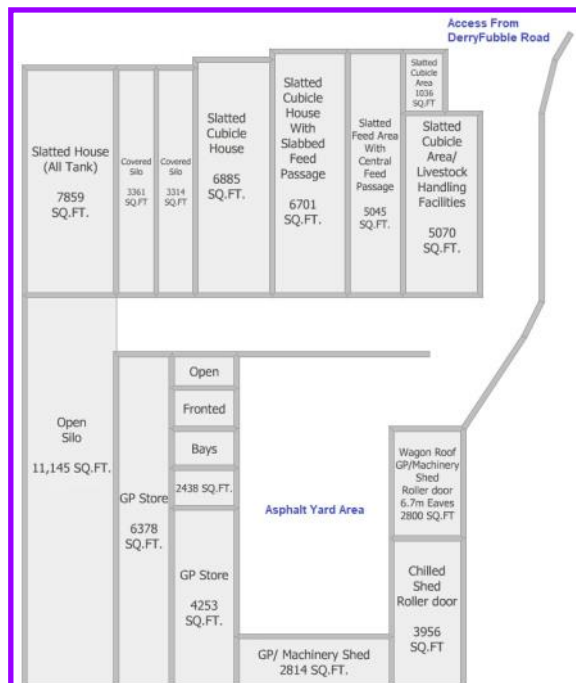 Access From
DerryFubble Road
Slatted House
(All Tank)
7859
SQ.FT.
Covered
Silo
3361
SQ.FT
Covered
Silo
3314
SQ.FT
Slatted
Cubicle
House
6885
SQ.FT.
Slatted
Cubicle
House
With
Slabbed
Feed
Passage
6701
SQ.FT.
Slatted
Feed Area
With
Central
Feed
Passage
5045
SQ.FT.
Slatted
Cubicle
Area
1036
SQ.FT
Slatted
Cubicle
Area/
Livestock
Handling
Facilities
5070
SQ.FT.
Open
Silo
11,145 SQ.FT.
GP Store
6378
SQ.FT.
Open
Fronted
Bays
2438 SQ.FT.
GP Store
4253
SQ.FT.
Asphalt Yard Area
Wagon Roof
GP/Machinery
Shed
Roller door
6.7m Eaves
2800 SQ.FT
Chilled
Shed
Roller door
3956
SQ.FT
GP/ Machinery Shed
2814 SQ.FT.